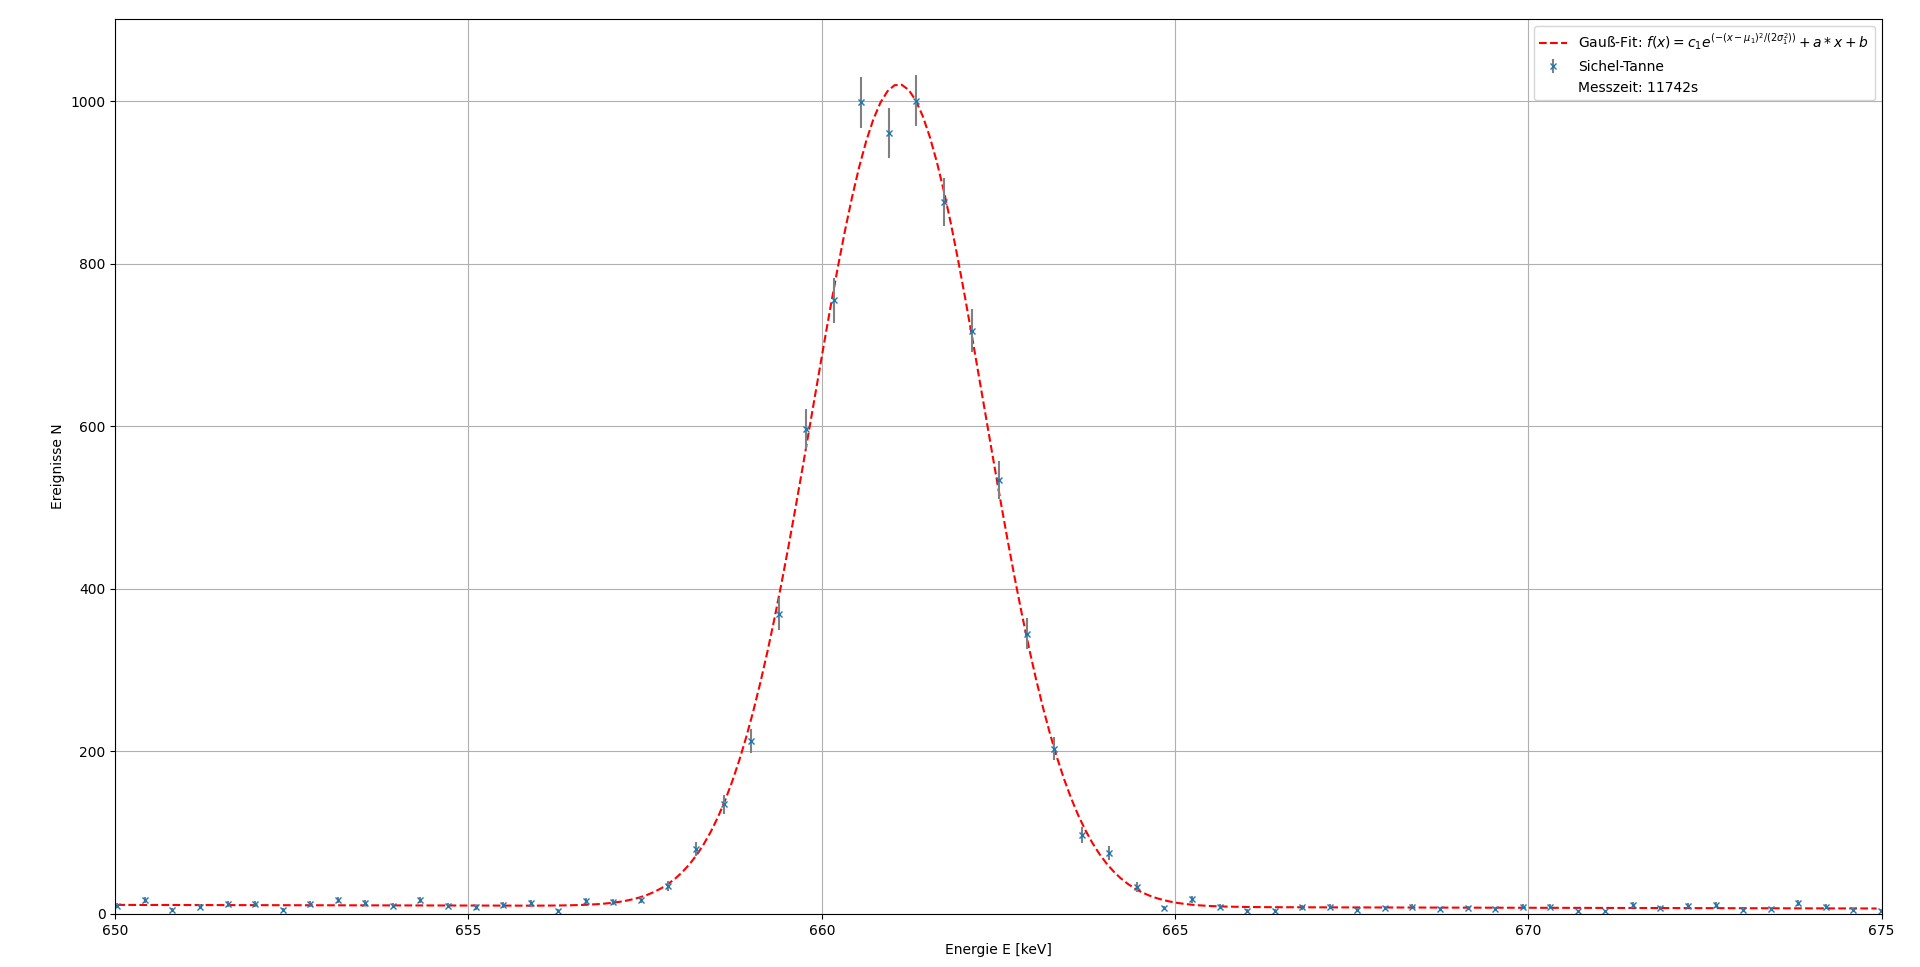 Gauß-Fit: f(x) = c₁e^(−(x−μ₁)²/(2σ₁²)) + a * x + b
Sichel-Tanne
Messzeit: 11742s
1000
800
600
400
200
0
Ereignisse N
650 655 660 665 670 675
Energie E [keV]